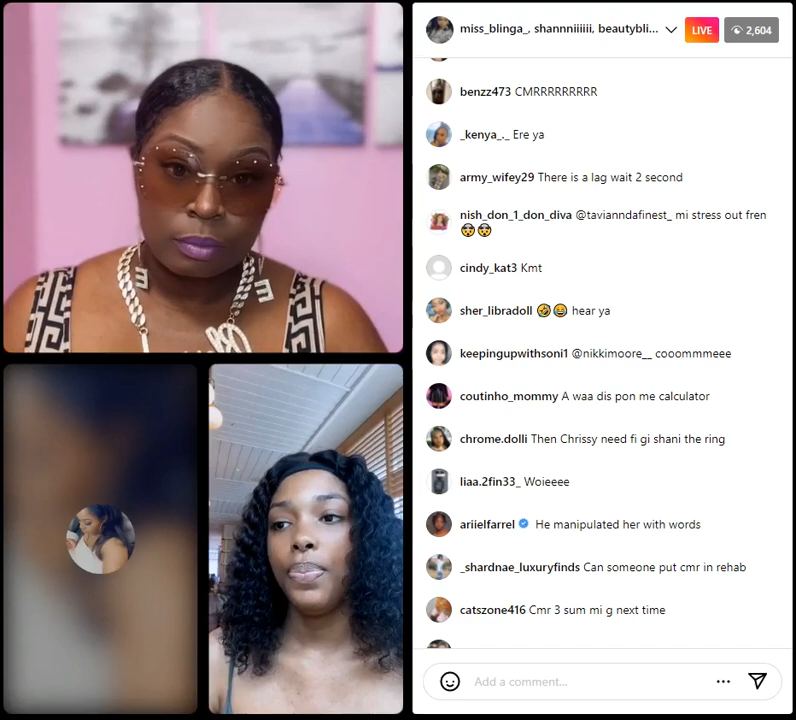 miss_blinga_, shannniiiiii, beautybli...
LIVE
2,604
benzz473 CMRRRRRRRRR
_kenya_._ Ere ya
army_wifey29 There is a lag wait 2 second
nish_don_1_don_diva @tavianndafinest_ mi stress out fren
🤯🤯
cindy_kat3 Kmt
sher_libradoll 🤣😂 hear ya
keepingupwithsoni1 @nikkimoore__ cooommmeee
coutinho_mommy A waa dis pon me calculator
chrome.dolli Then Chrissy need fi gi shani the ring
liaa.2fin33_ Woieeee
ariielfarrel He manipulated her with words
_shardnae_luxuryfinds Can someone put cmr in rehab
catszone416 Cmr 3 sum mi g next time
Add a comment...